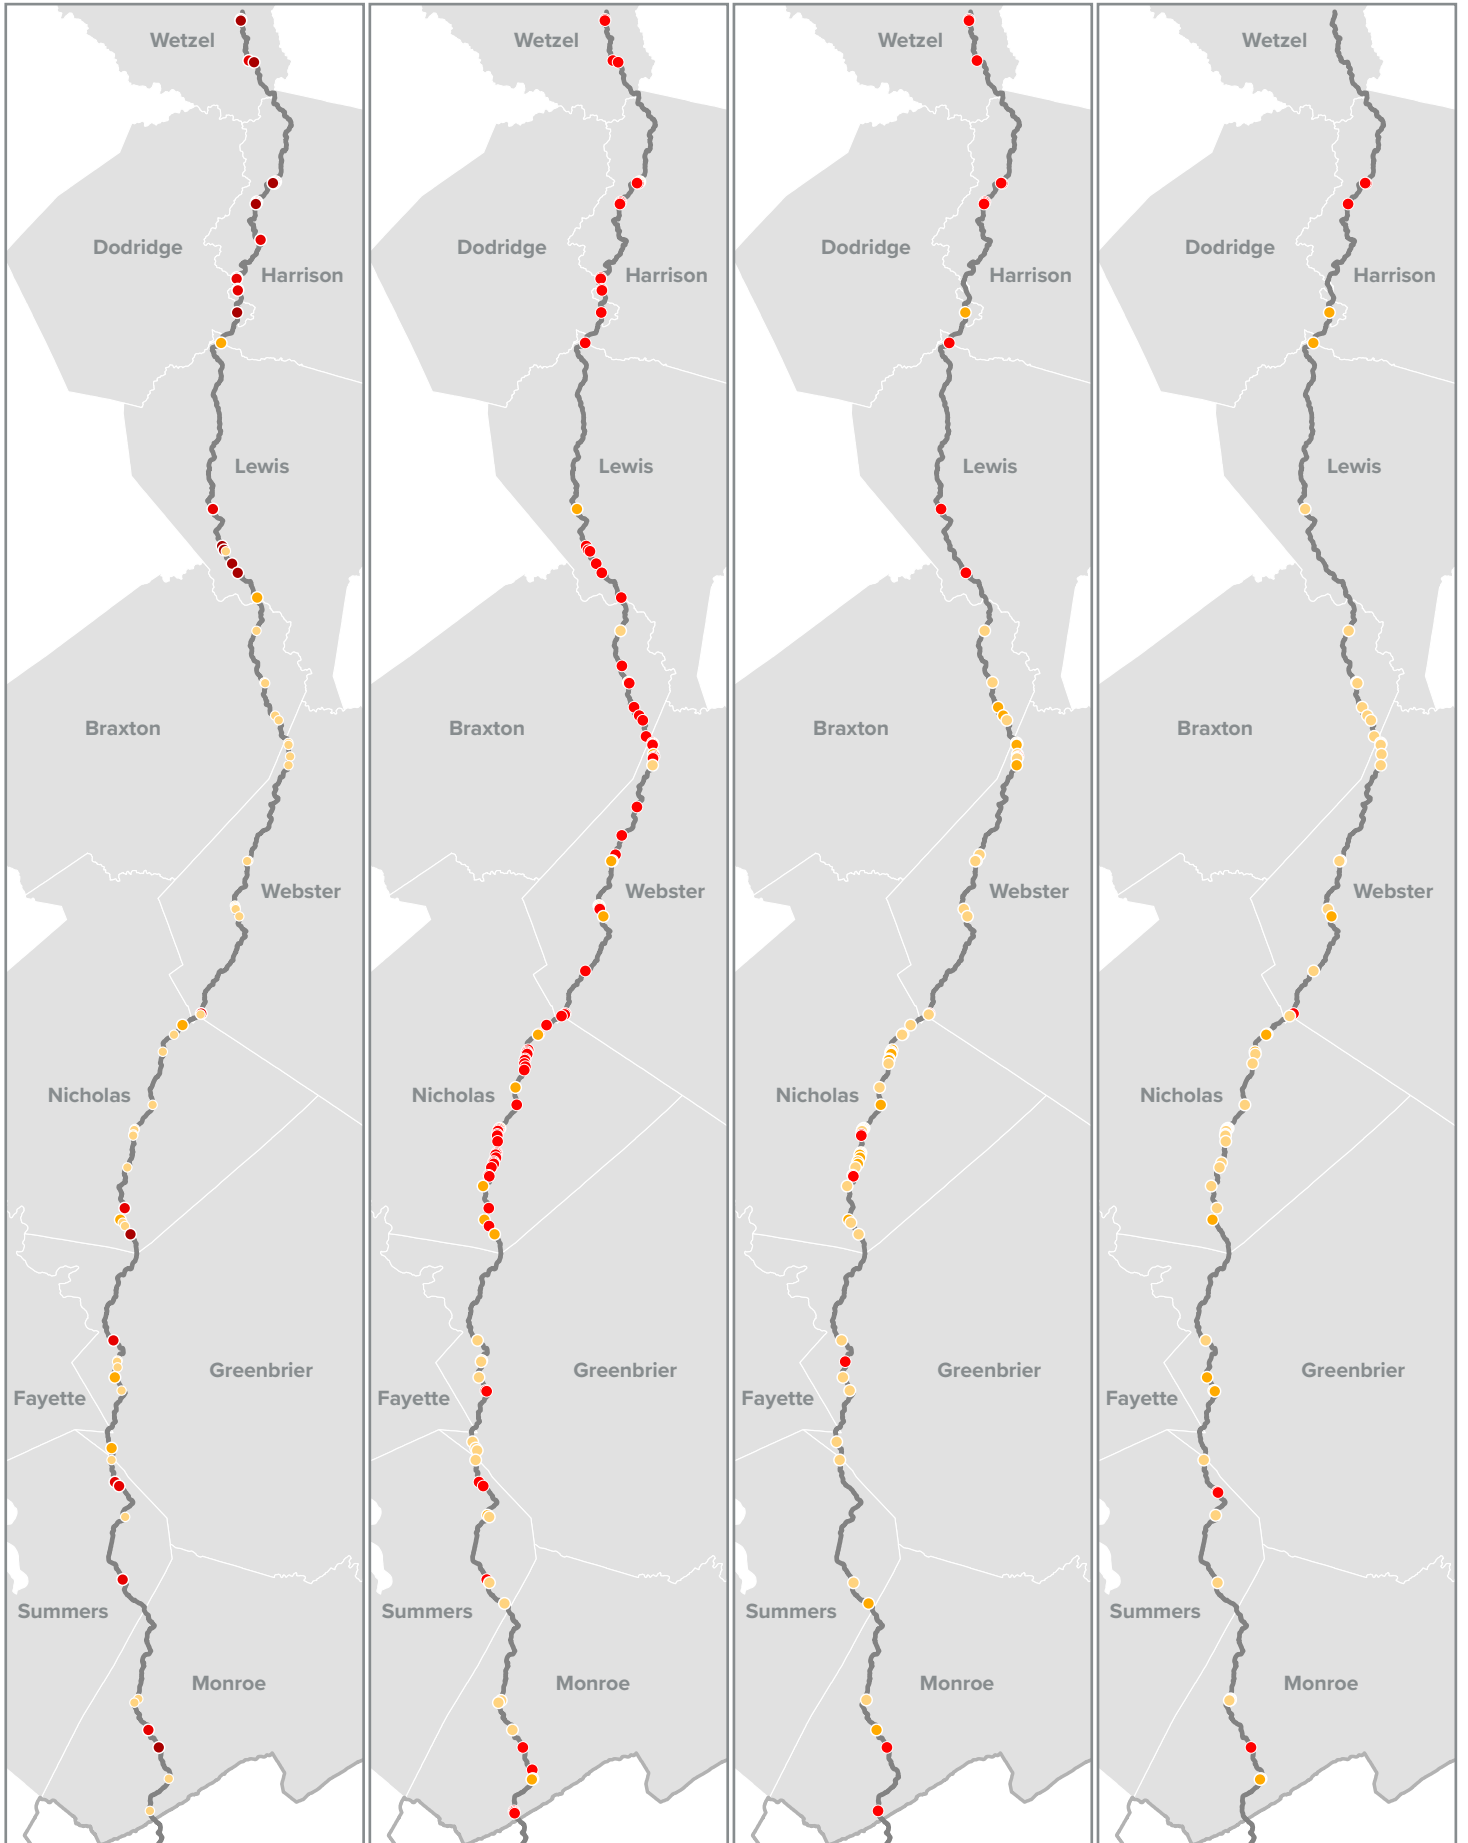 Wetzel
Dodridge
Harrison
Lewis
Braxton
Webster
Nicholas
Greenbrier
Fayette
Summers
Monroe
Wetzel
Dodridge
Harrison
Lewis
Braxton
Webster
Nicholas
Greenbrier
Fayette
Summers
Monroe
Wetzel
Dodridge
Harrison
Lewis
Braxton
Webster
Nicholas
Greenbrier
Fayette
Summers
Monroe
Wetzel
Dodridge
Harrison
Lewis
Braxton
Webster
Nicholas
Greenbrier
Fayette
Summers
Monroe